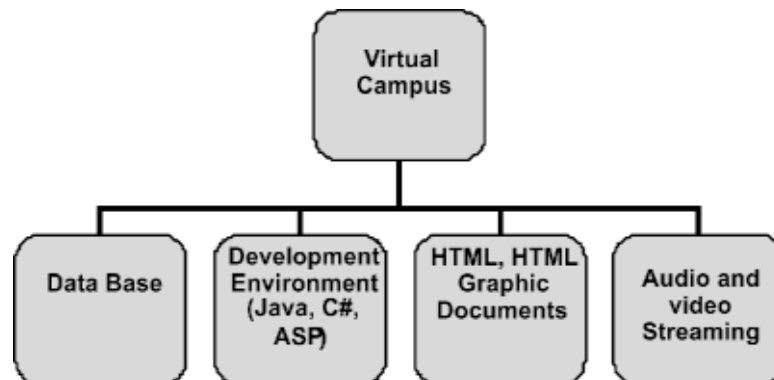 Virtual
Campus
Data Base
Development
Environment
(Java, C#,
ASP)
HTML, HTML
Graphic
Documents
Audio and
video
Streaming